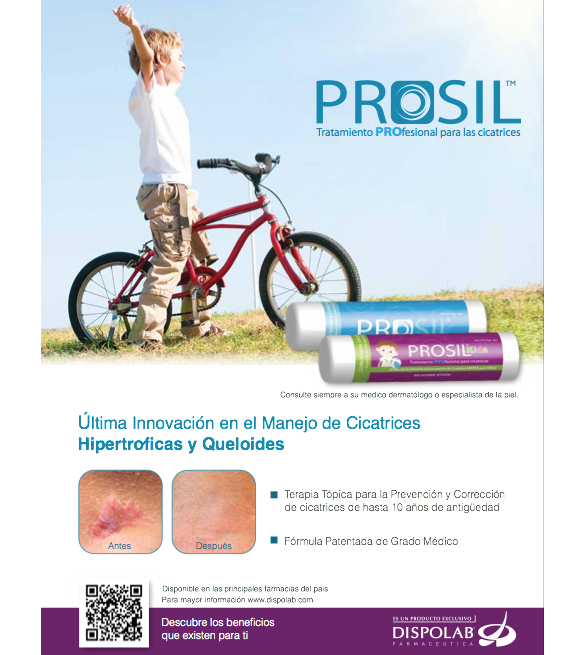 PROSIL™
Tratamiento PROfesional para las cicatrices
PROSIL
PROSIL kids
Tratamiento PROfesional para cicatrices
Consulte siempre a su medico dermatólogo o especialista de la piel.
Última Innovación en el Manejo de Cicatrices
Hipertroficas y Queloides
Antes
Después
Terapia Tópica para la Prevención y Corrección
de cicatrices de hasta 10 años de antigüedad
Fórmula Patentada de Grado Médico
Disponible en las principales farmacias del pais
Para mayor información www.dispolab.com
Descubre los beneficios
que existen para ti
ES UN PRODUCTO EXCLUSIVO
DISPOLAB
FARMACEUTICA